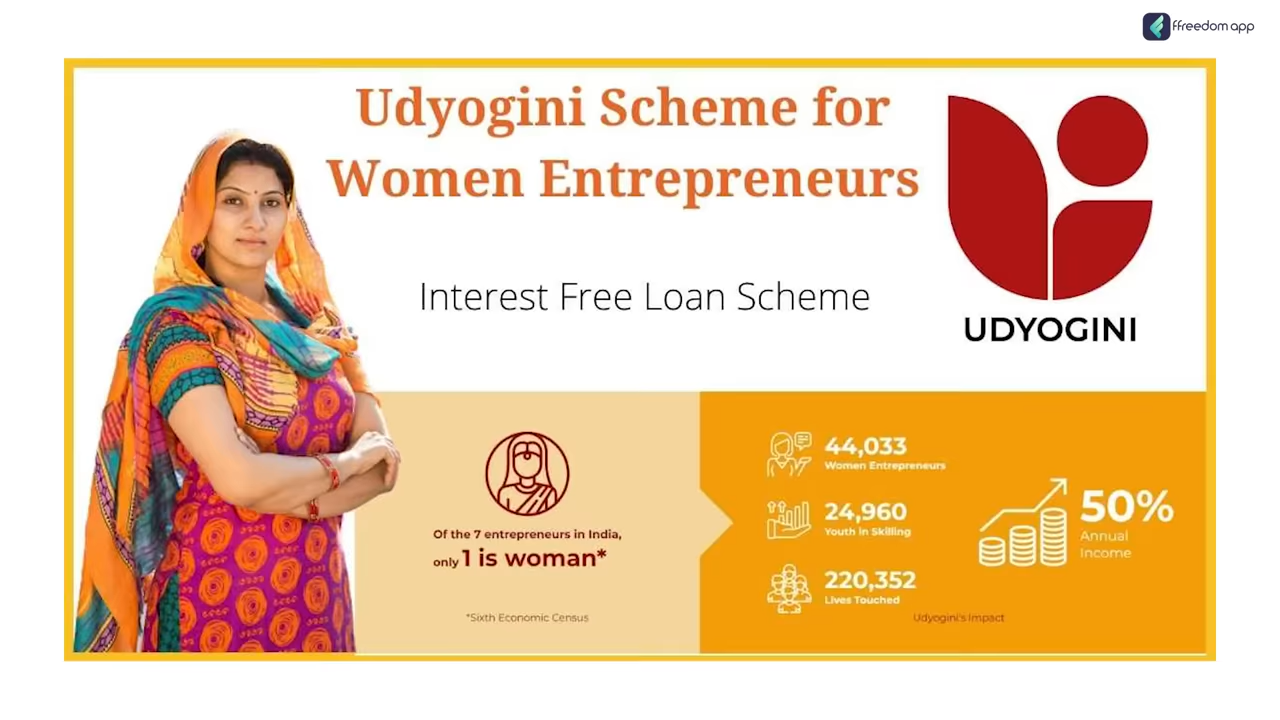 ffreedom app
Udyogini Scheme for
Women Entrepreneurs
Interest Free Loan Scheme
UDYOGINI
Of the 7 entrepreneurs in India,
only 1 is woman*
*Sixth Economic Census
44,033
Women Entrepreneurs
24,960
Youth in Skilling
220,352
Lives Touched
50%
Annual
Income
Udyogini's Impact